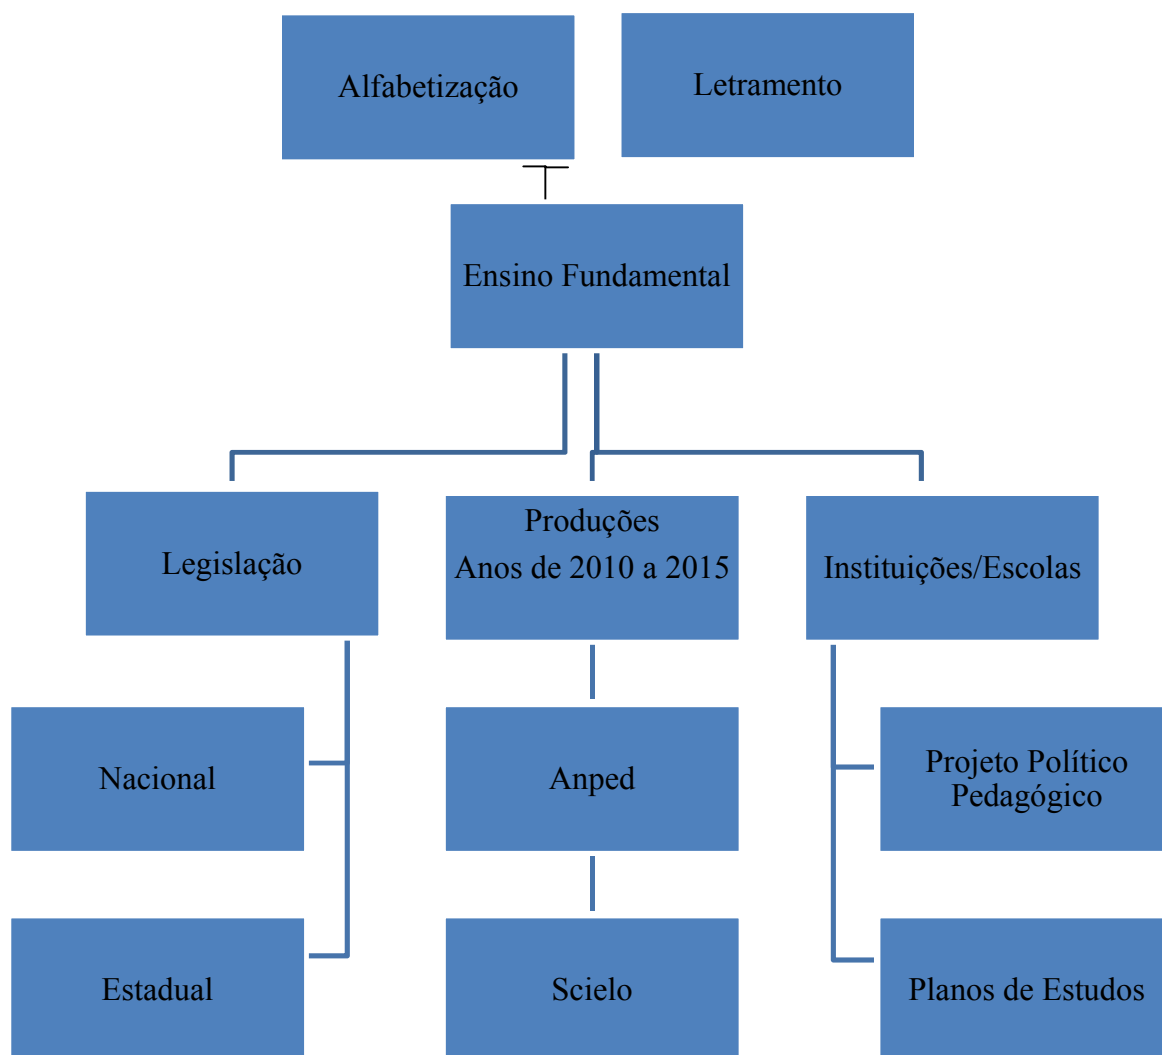 Alfabetização
Letramento
Ensino Fundamental
Legislação
Produções
Anos de 2010 a 2015
Instituições/Escolas
Nacional
Anped
Projeto Político
Pedagógico
Estadual
Scielo
Planos de Estudos